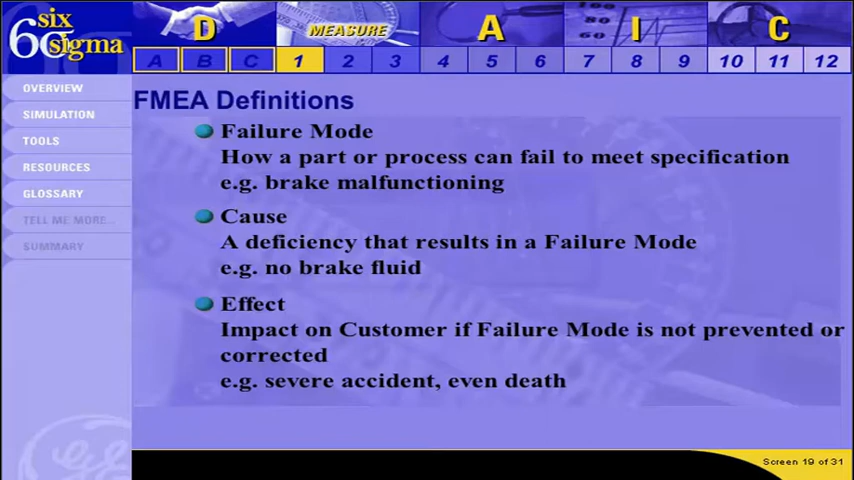 six
6σ sigma
D
MEASURE
A
I
C
100
80
60
A B C 1 2 3 4 5 6 7 8 9 10 11 12
OVERVIEW
SIMULATION
TOOLS
RESOURCES
GLOSSARY
TELL ME MORE...
SUMMARY
FMEA Definitions
Failure Mode
How a part or process can fail to meet specification
e.g. brake malfunctioning
Cause
A deficiency that results in a Failure Mode
e.g. no brake fluid
Effect
Impact on Customer if Failure Mode is not prevented or
corrected
e.g. severe accident, even death
Screen 19 of 31